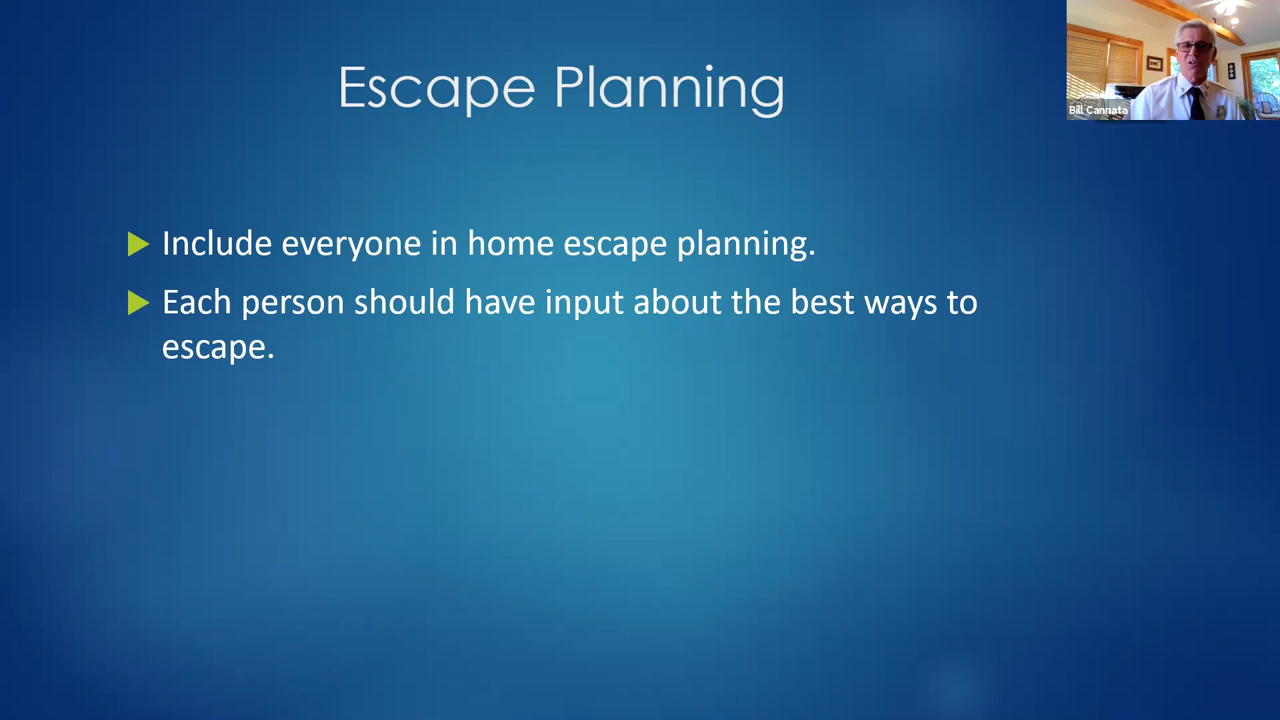 Escape Planning
Bill Cannata
Include everyone in home escape planning.
Each person should have input about the best ways to
escape.